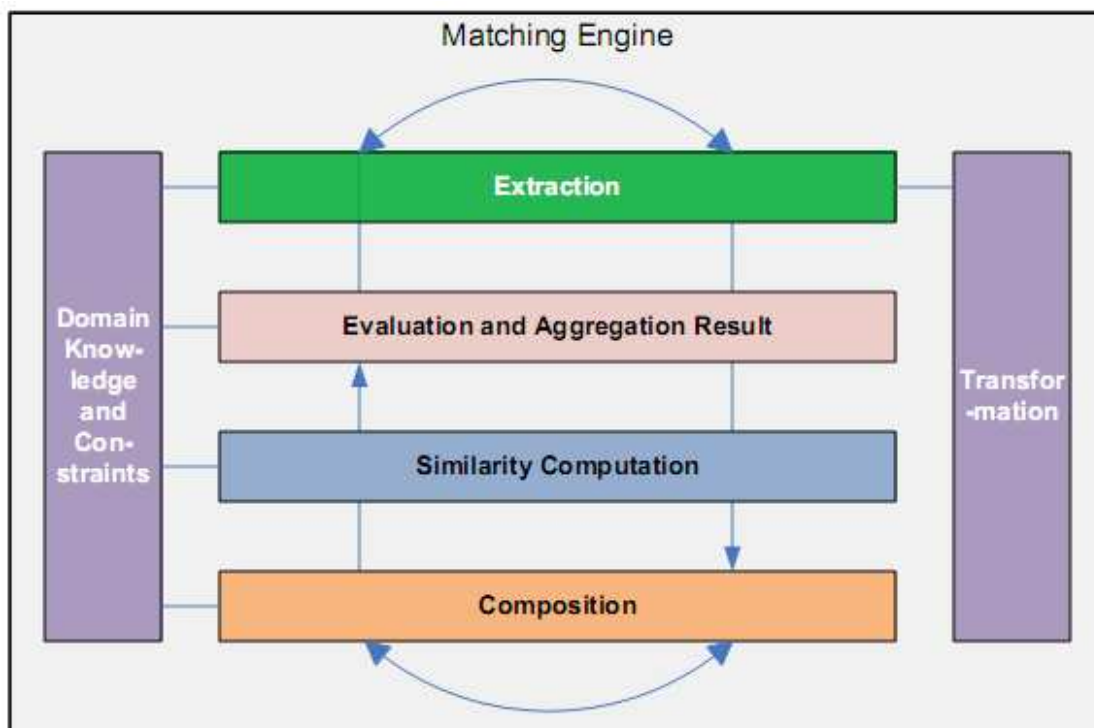 Matching Engine
Extraction
Domain
Know-
ledge
and
Con-
straints
Evaluation and Aggregation Result
Transfor
-mation
Similarity Computation
Composition